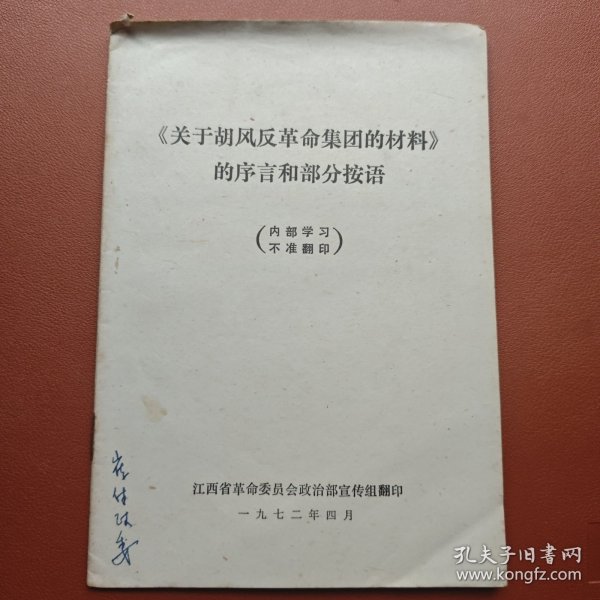 《关于胡风反革命集团的材料》
的序言和部分按语
(内部学习
不准翻印)
江西省革命委员会政治部宣传组翻印
一九七二年四月
孔夫子旧书网
www.kongfz.com